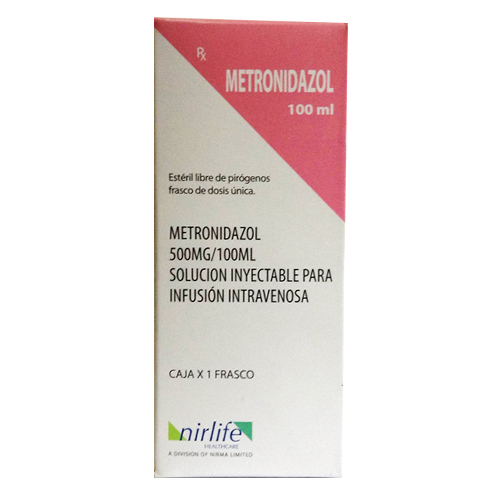 Rx
METRONIDAZOL
100 ml
Estéril libre de pirógenos
frasco de dosis única.
METRONIDAZOL
500MG/100ML
SOLUCION INYECTABLE PARA
INFUSIÓN INTRAVENOSA
CAJA X 1 FRASCO
nirlife
HEALTHCARE
A DIVISION OF NIRMA LIMITED